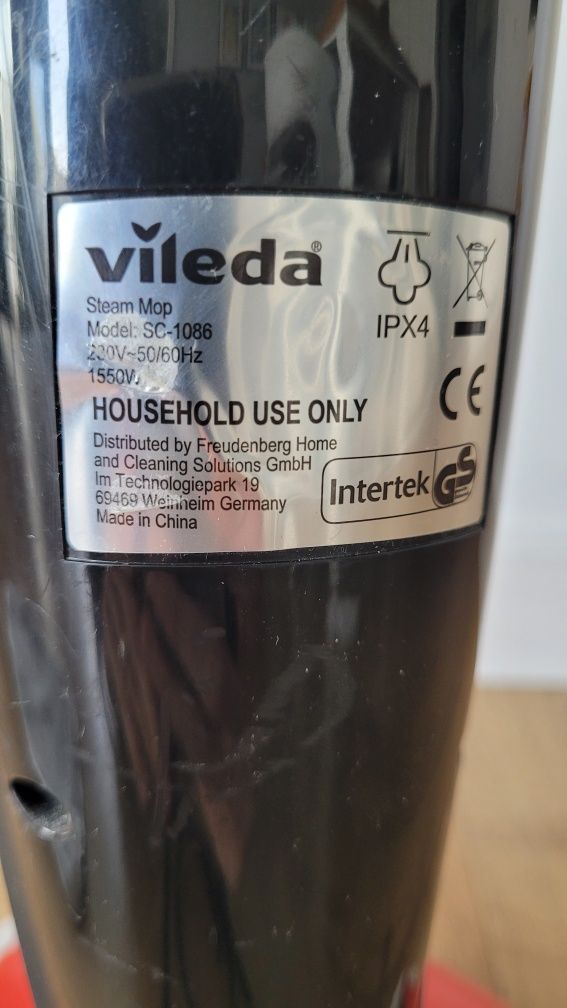 vileda®
Steam Mop
Model: SC-1086
230V~50/60Hz
1550W
IPX4
CE
HOUSEHOLD USE ONLY
Distributed by Freudenberg Home
and Cleaning Solutions GmbH
Im Technologiepark 19
69469 Weinheim Germany
Made in China
Intertek GS